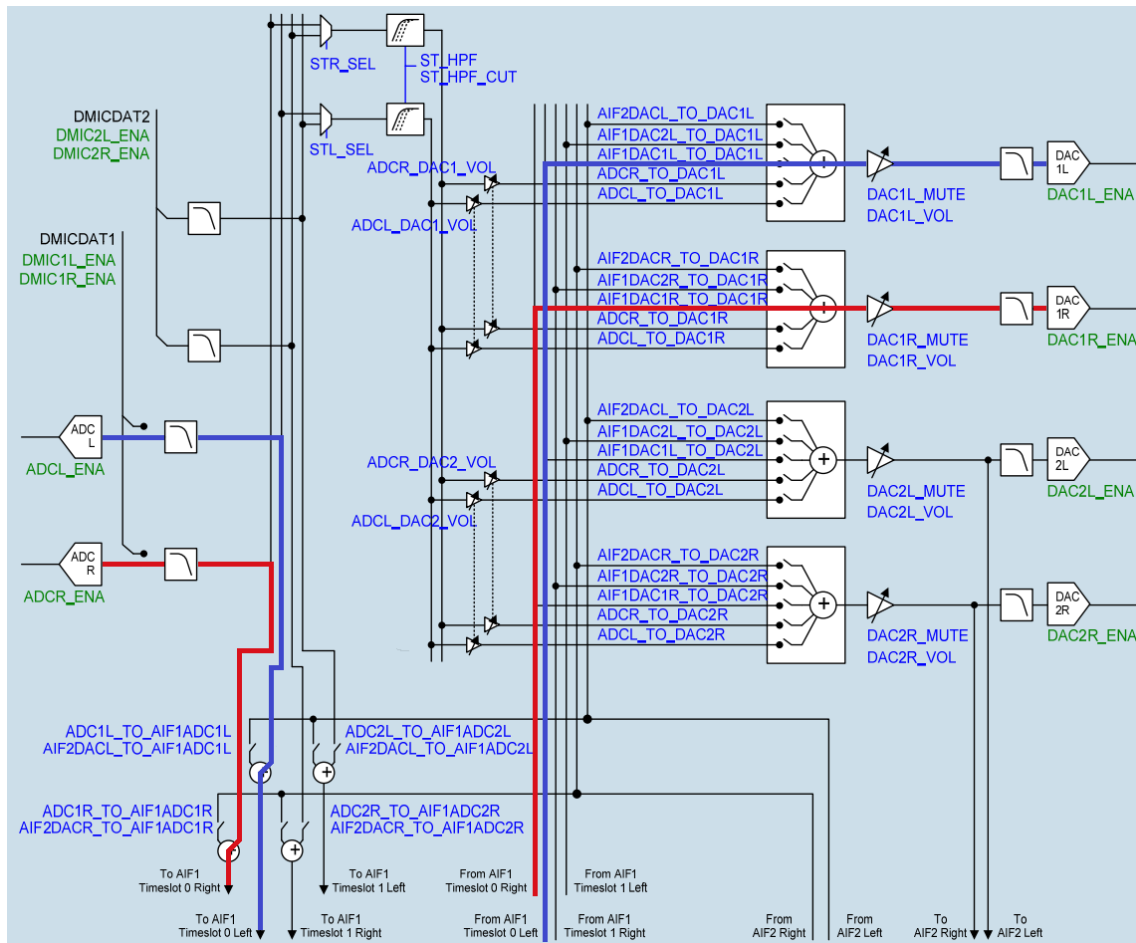 STR_SEL
ST_HPF
ST_HPF_CUT
STL_SEL
DMICDAT2
DMIC2L_ENA
DMIC2R_ENA
DMICDAT1
DMIC1L_ENA
DMIC1R_ENA
ADC
L
ADCL_ENA
ADC
R
ADCR_ENA
ADCR_DAC1_VOL
ADCL_DAC1_VOL
ADCR_DAC2_VOL
ADCL_DAC2_VOL
AIF2DACL_TO_DAC1L
AIF1DAC2L_TO_DAC1L
AIF1DAC1L_TO_DAC1L
ADCR_TO_DAC1L
ADCL_TO_DAC1L
+
DAC1L_MUTE
DAC1L_VOL
DAC
1L
DAC1L_ENA
AIF2DACR_TO_DAC1R
AIF1DAC2R_TO_DAC1R
AIF1DAC1R_TO_DAC1R
ADCR_TO_DAC1R
ADCL_TO_DAC1R
+
DAC1R_MUTE
DAC1R_VOL
DAC
1R
DAC1R_ENA
AIF2DACL_TO_DAC2L
AIF1DAC2L_TO_DAC2L
AIF1DAC1L_TO_DAC2L
ADCR_TO_DAC2L
ADCL_TO_DAC2L
+
DAC2L_MUTE
DAC2L_VOL
DAC
2L
DAC2L_ENA
AIF2DACR_TO_DAC2R
AIF1DAC2R_TO_DAC2R
AIF1DAC1R_TO_DAC2R
ADCR_TO_DAC2R
ADCL_TO_DAC2R
+
DAC2R_MUTE
DAC2R_VOL
DAC
2R
DAC2R_ENA
ADC1L_TO_AIF1ADC1L
AIF2DACL_TO_AIF1ADC1L
+
ADC2L_TO_AIF1ADC2L
AIF2DACL_TO_AIF1ADC2L
+
ADC1R_TO_AIF1ADC1R
AIF2DACR_TO_AIF1ADC1R
+
ADC2R_TO_AIF1ADC2R
AIF2DACR_TO_AIF1ADC2R
+
To AIF1
Timeslot 0 Right
To AIF1
Timeslot 1 Left
From AIF1
Timeslot 0 Right
From AIF1
Timeslot 1 Left
To AIF1
Timeslot 0 Left
To AIF1
Timeslot 1 Right
From AIF1
Timeslot 0 Left
From AIF1
Timeslot 1 Right
From
AIF2 Right
From
AIF2 Left
To
AIF2 Right
To
AIF2 Left